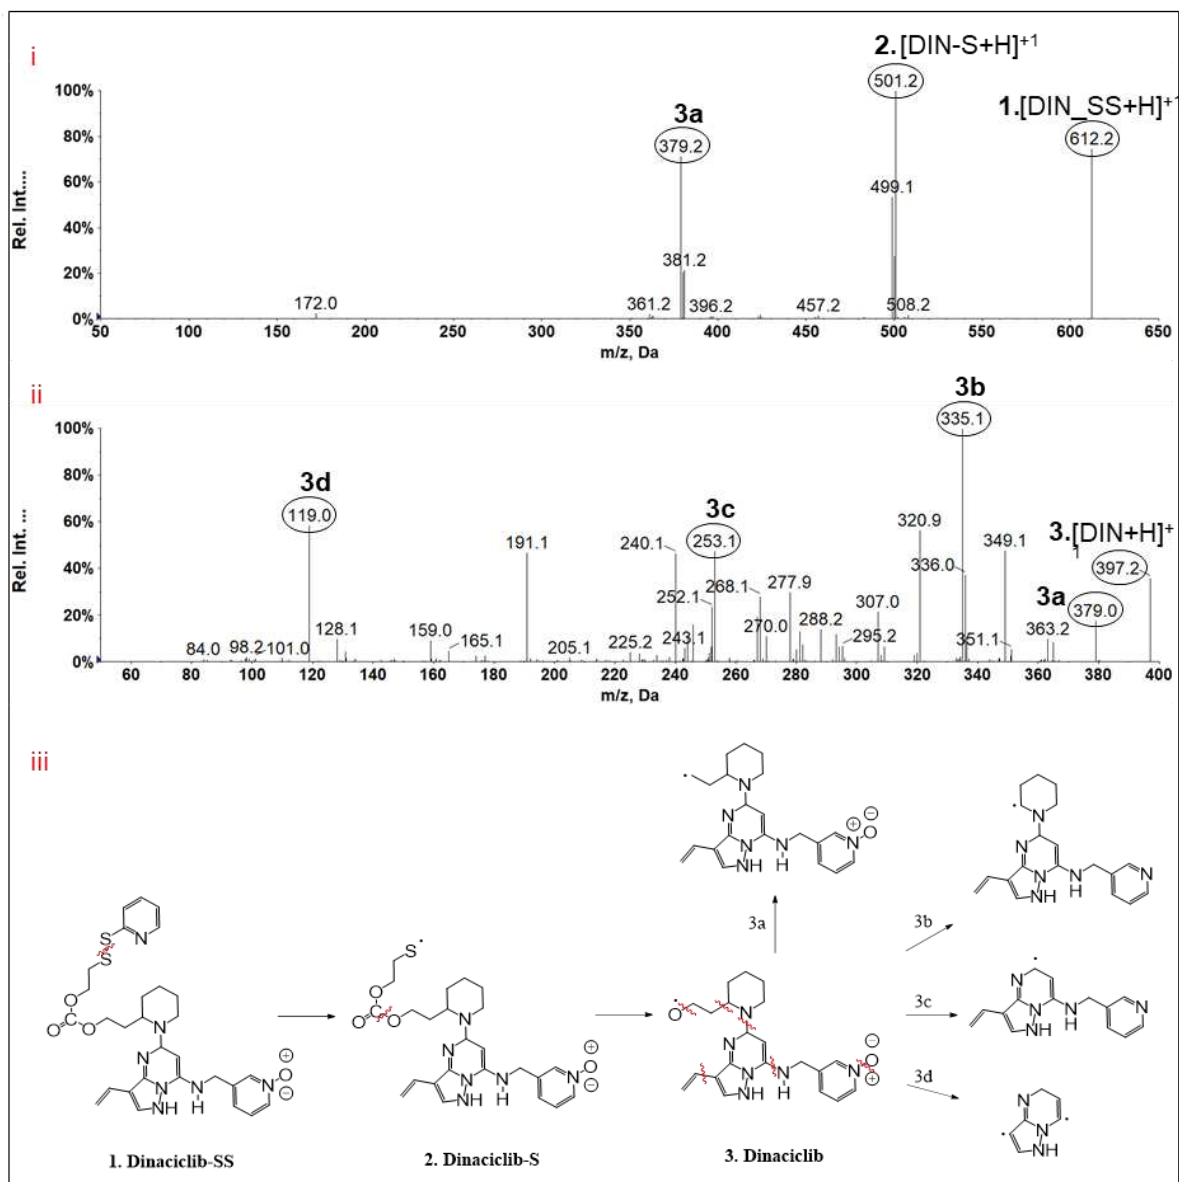 i
2.[DIN-S+H]+1
1.[DIN_SS+H]+1
3a
501.2
612.2
379.2
499.1
381.2
172.0
361.2
396.2
457.2
508.2
Rel. Int....
100%
80%
60%
40%
20%
0%
50 100 150 200 250 300 350 400 450 500 550 600 650
m/z, Da
ii
3b
335.1
3d
119.0
3c
253.1
3.[DIN+H]+
1
397.2
3a
379.0
191.1
240.1
252.1
243.1
268.1
270.0
277.9
288.2
295.2
307.0
320.9
336.0
349.1
351.1
363.2
84.0
98.2
101.0
128.1
159.0
165.1
205.1
225.2
Rel. Int. ...
100%
80%
60%
40%
20%
0%
60 80 100 120 140 160 180 200 220 240 260 280 300 320 340 360 380 400
m/z, Da
iii
3a
3b
3c
3d
1. Dinaciclib-SS
2. Dinaciclib-S
3. Dinaciclib